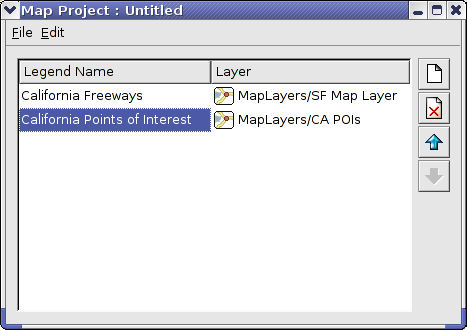 Map Project : Untitled
File Edit
Legend Name Layer
California Freeways MapLayers/SF Map Layer
California Points of Interest MapLayers/CA POIs